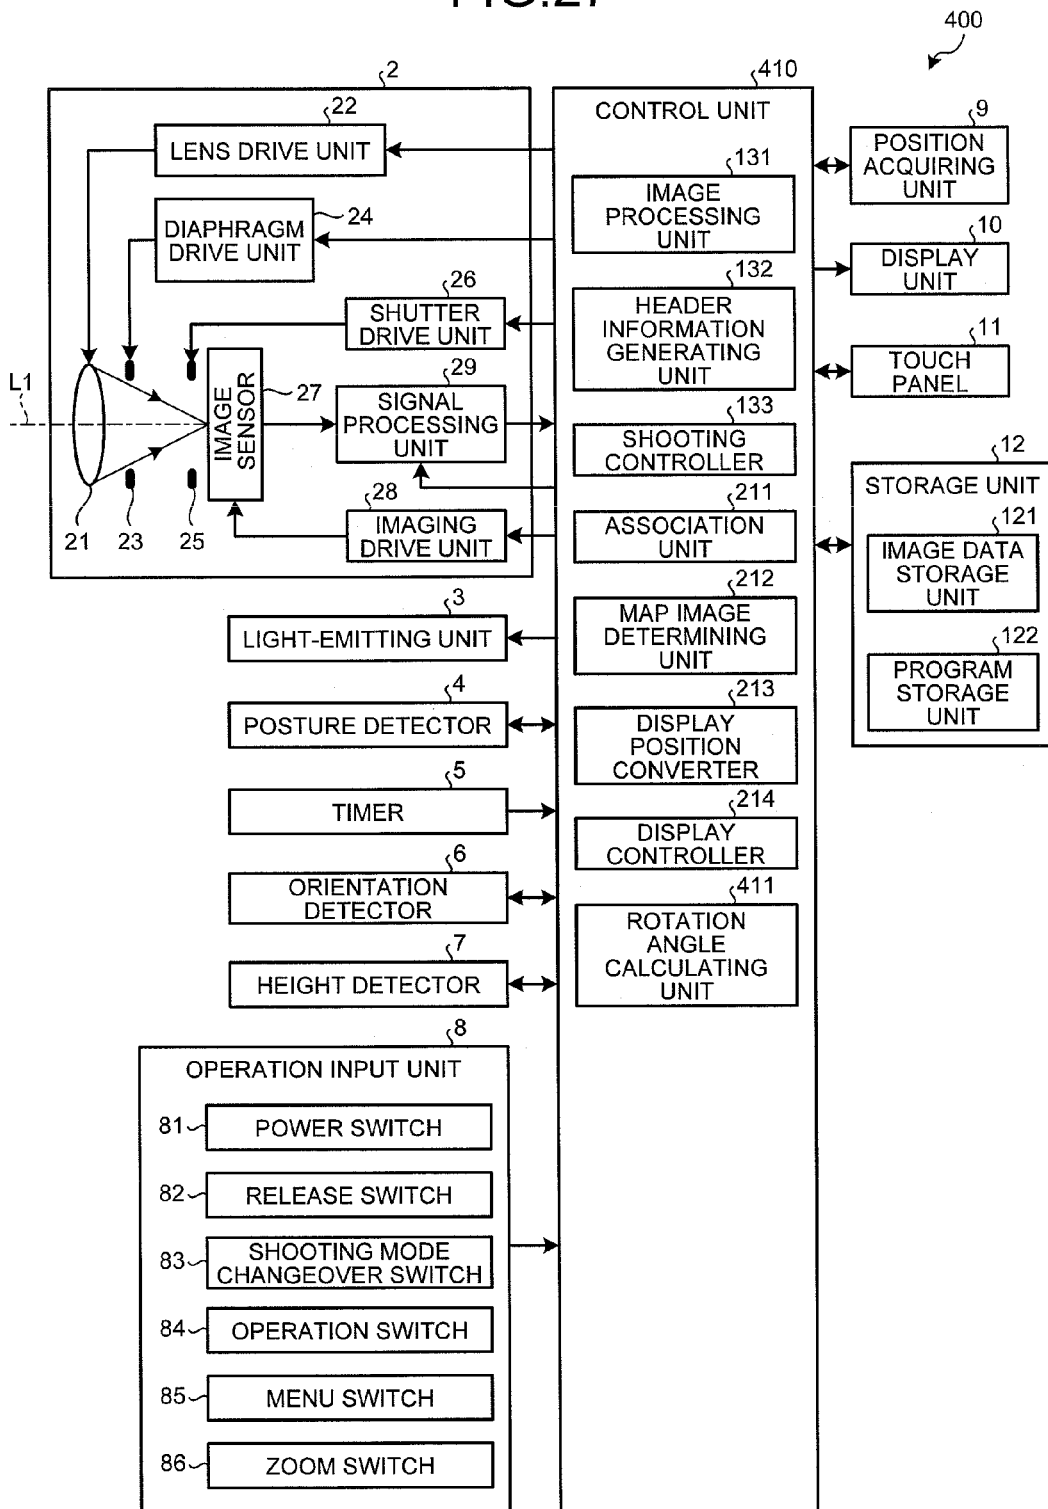 FIG.27
400
2
410
CONTROL UNIT
22
LENS DRIVE UNIT
9
POSITION
ACQUIRING
UNIT
131
IMAGE
PROCESSING
UNIT
24
DIAPHRAGM
DRIVE UNIT
10
DISPLAY
UNIT
26
SHUTTER
DRIVE UNIT
132
HEADER
INFORMATION
GENERATING
UNIT
11
TOUCH
PANEL
L1
27
IMAGE
SENSOR
29
SIGNAL
PROCESSING
UNIT
133
SHOOTING
CONTROLLER
12
STORAGE UNIT
21
23
25
28
IMAGING
DRIVE UNIT
211
ASSOCIATION
UNIT
121
IMAGE DATA
STORAGE
UNIT
3
LIGHT-EMITTING UNIT
212
MAP IMAGE
DETERMINING
UNIT
122
PROGRAM
STORAGE
UNIT
4
POSTURE DETECTOR
213
DISPLAY
POSITION
CONVERTER
5
TIMER
214
DISPLAY
CONTROLLER
6
ORIENTATION
DETECTOR
411
ROTATION
ANGLE
CALCULATING
UNIT
7
HEIGHT DETECTOR
8
OPERATION INPUT UNIT
81
POWER SWITCH
82
RELEASE SWITCH
83
SHOOTING MODE
CHANGEOVER SWITCH
84
OPERATION SWITCH
85
MENU SWITCH
86
ZOOM SWITCH